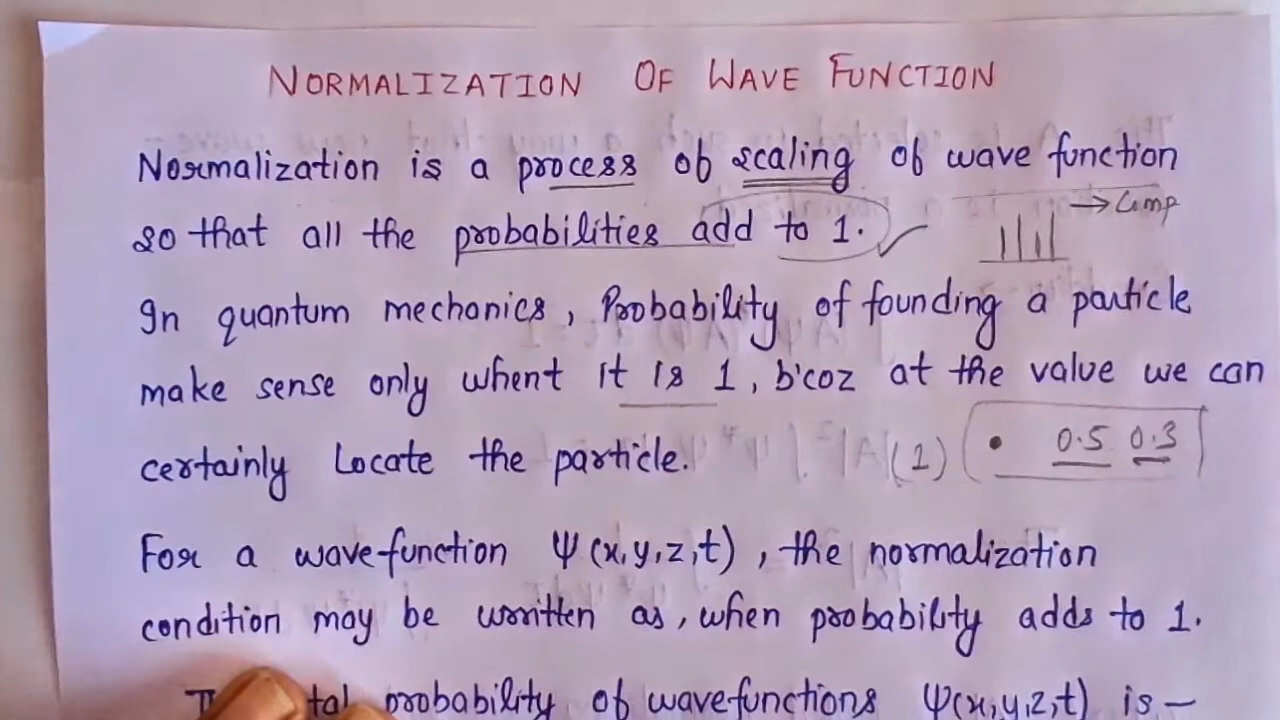 NORMALIZATION OF WAVE FUNCTION
Normalization is a process of scaling of wave function
so that all the probabilities add to 1.
→ Comp
In quantum mechanics, Probability of founding a particle
make sense only whent it is 1, b'coz at the value we can
certainly Locate the particle.
(1) 0.5 0.3
For a wavefunction Ψ (x,y,z,t), the normalization
condition may be written as, when probability adds to 1.
probability of wavefunctions Ψ(x,y,z,t) is –